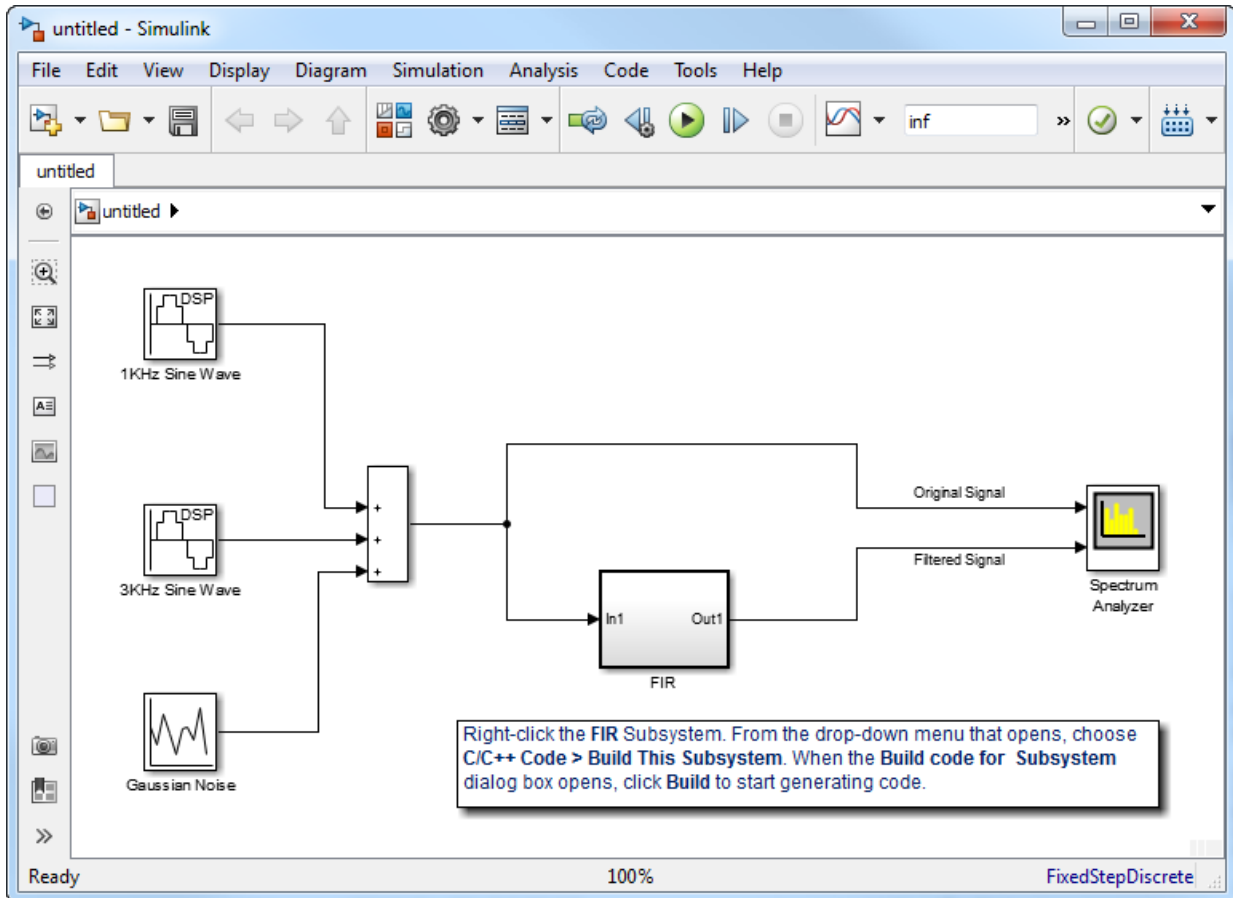 untitled - Simulink
File Edit View Display Diagram Simulation Analysis Code Tools Help
inf
untitled
untitled
DSP
1KHz Sine Wave
DSP
3KHz Sine Wave
Gaussian Noise
+
+
+
In1 Out1
FIR
Original Signal
Filtered Signal
Spectrum
Analyzer
Right-click the FIR Subsystem. From the drop-down menu that opens, choose
C/C++ Code > Build This Subsystem. When the Build code for Subsystem
dialog box opens, click Build to start generating code.
Ready 100% FixedStepDiscrete